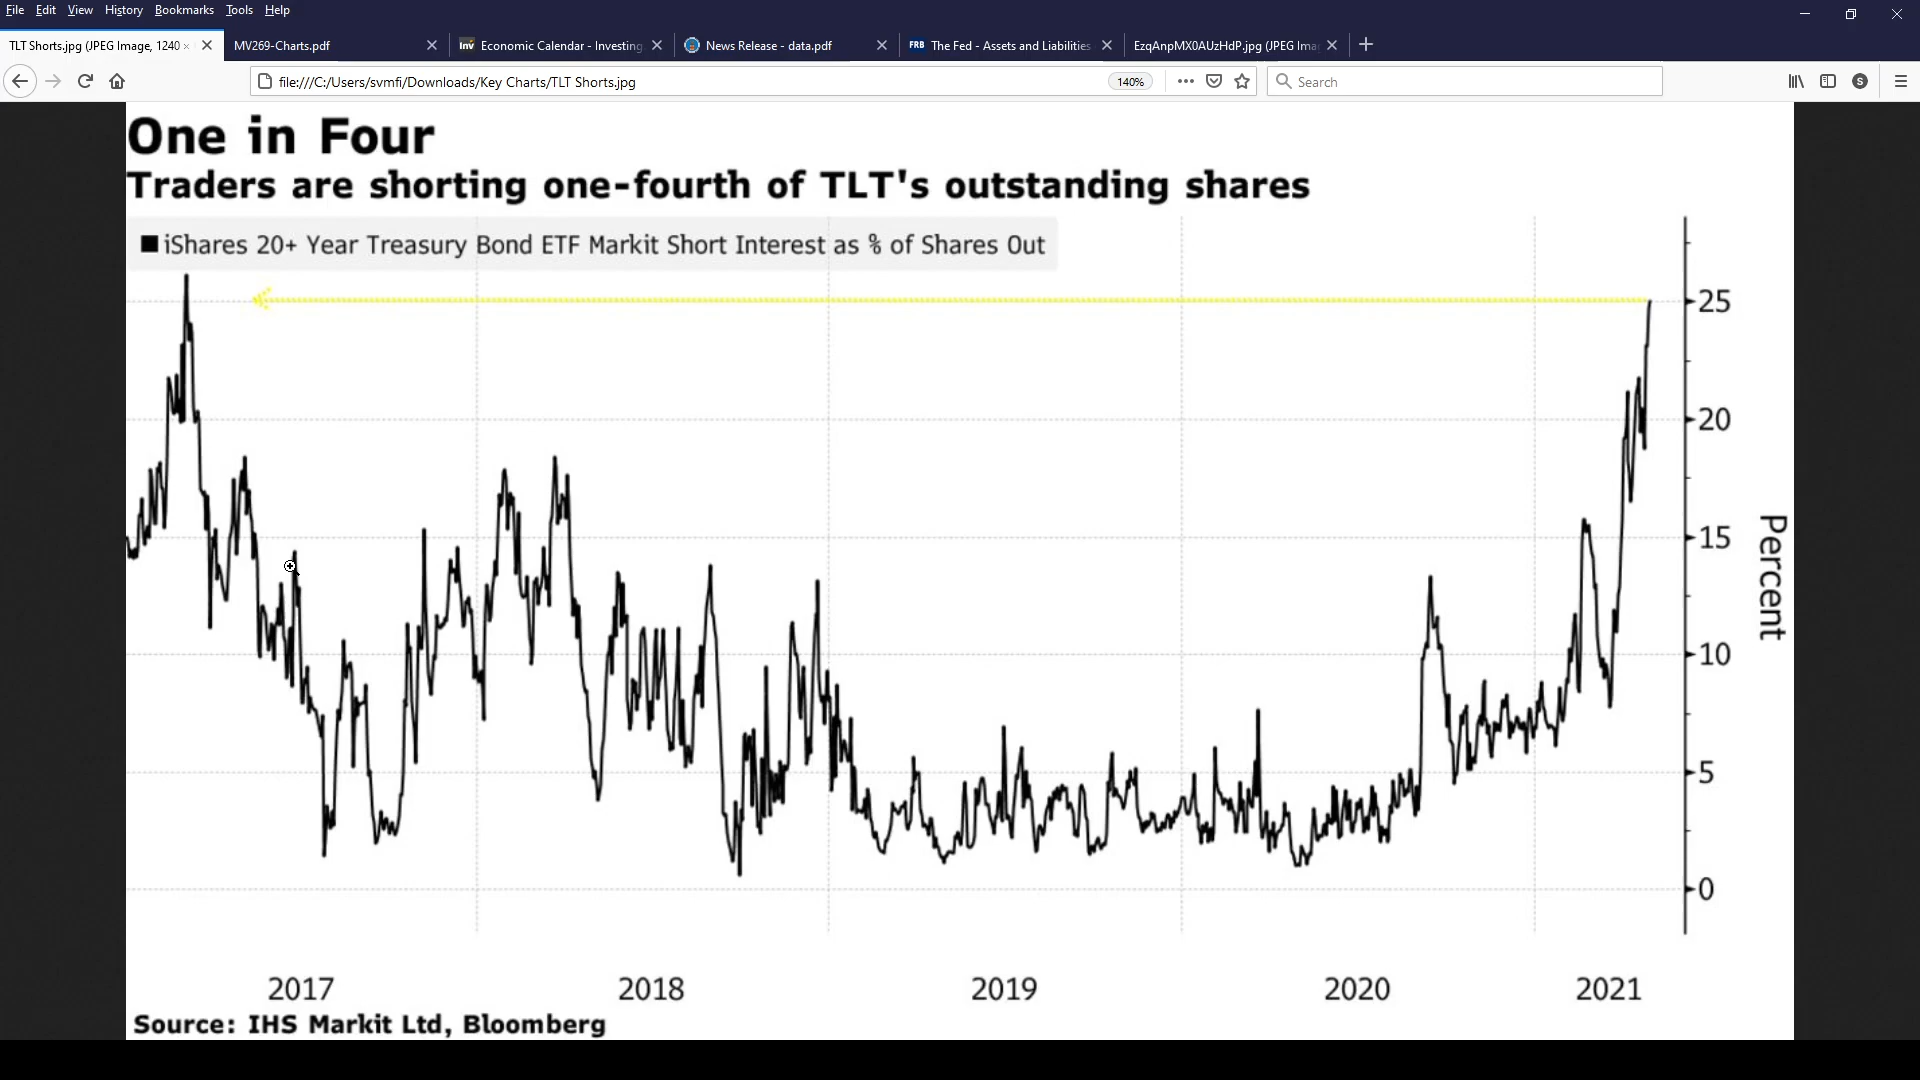 File Edit View History Bookmarks Tools Help
TLT Shorts.jpg (JPEG Image, 1240 × MV269-Charts.pdf Economic Calendar - Investing. News Release - data.pdf FRB The Fed - Assets and Liabilities EzqAnpMX0AUzHdP.jpg (JPEG Ima
file:///C:/Users/svmfi/Downloads/Key Charts/TLT Shorts.jpg 140% Search S
One in Four
Traders are shorting one-fourth of TLT's outstanding shares
iShares 20+ Year Treasury Bond ETF Markit Short Interest as % of Shares Out
25
20
15
10
5
0
Percent
2017 2018 2019 2020 2021
Source: IHS Markit Ltd, Bloomberg